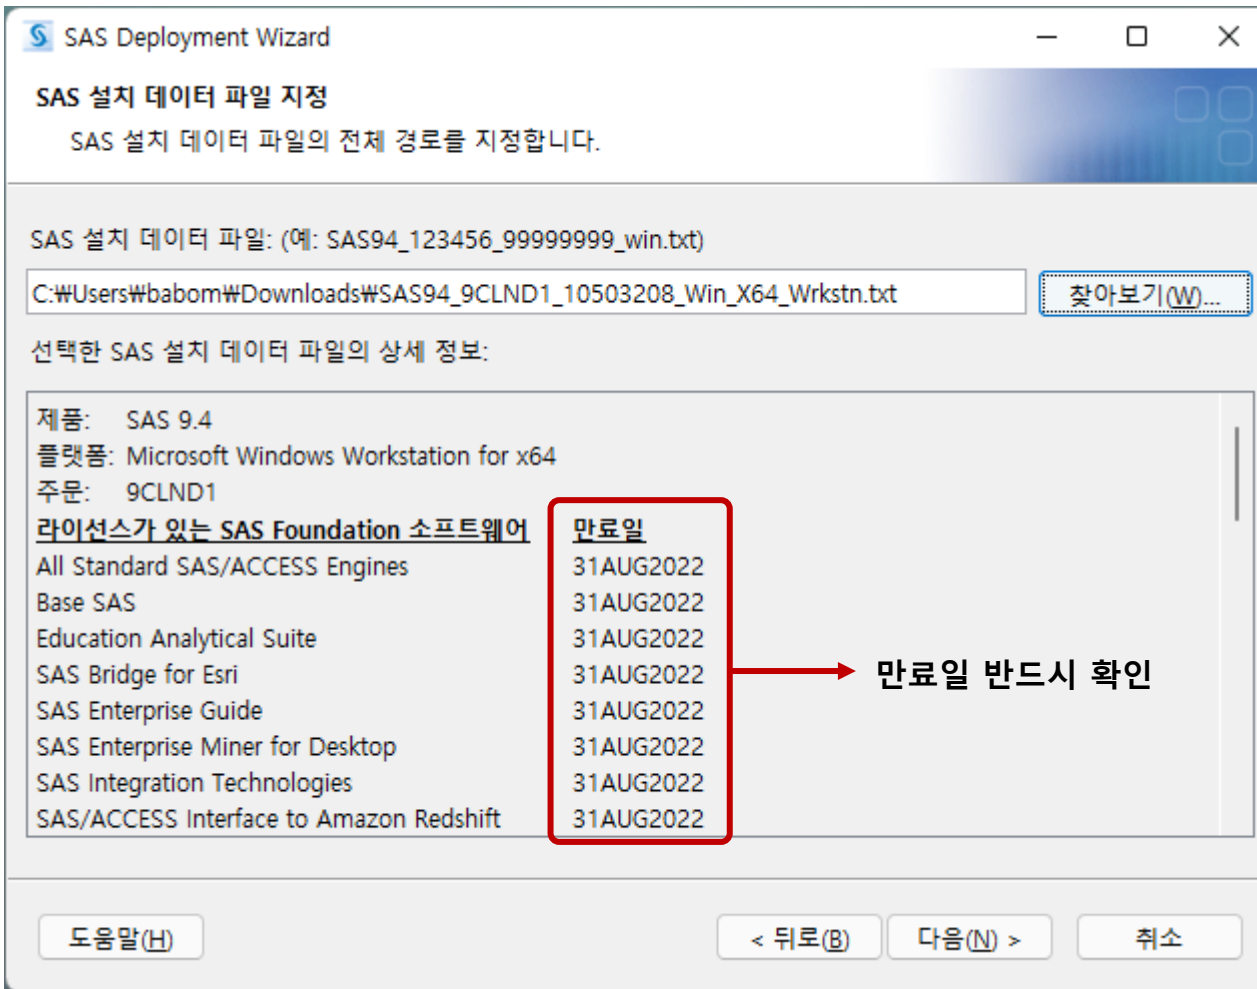 SAS Deployment Wizard
SAS 설치 데이터 파일 지정
SAS 설치 데이터 파일의 전체 경로를 지정합니다.
SAS 설치 데이터 파일: (예: SAS94_123456_99999999_win.txt)
C:₩Users₩babom₩Downloads₩SAS94_9CLND1_10503208_Win_X64_Wrkstn.txt
찾아보기(W)...
선택한 SAS 설치 데이터 파일의 상세 정보:
제품: SAS 9.4
플랫폼: Microsoft Windows Workstation for x64
주문: 9CLND1
라이선스가 있는 SAS Foundation 소프트웨어 만료일
All Standard SAS/ACCESS Engines 31AUG2022
Base SAS 31AUG2022
Education Analytical Suite 31AUG2022
SAS Bridge for Esri 31AUG2022
SAS Enterprise Guide 31AUG2022
SAS Enterprise Miner for Desktop 31AUG2022
SAS Integration Technologies 31AUG2022
SAS/ACCESS Interface to Amazon Redshift 31AUG2022
만료일 반드시 확인
도움말(H)
< 뒤로(B)
다음(N) >
취소